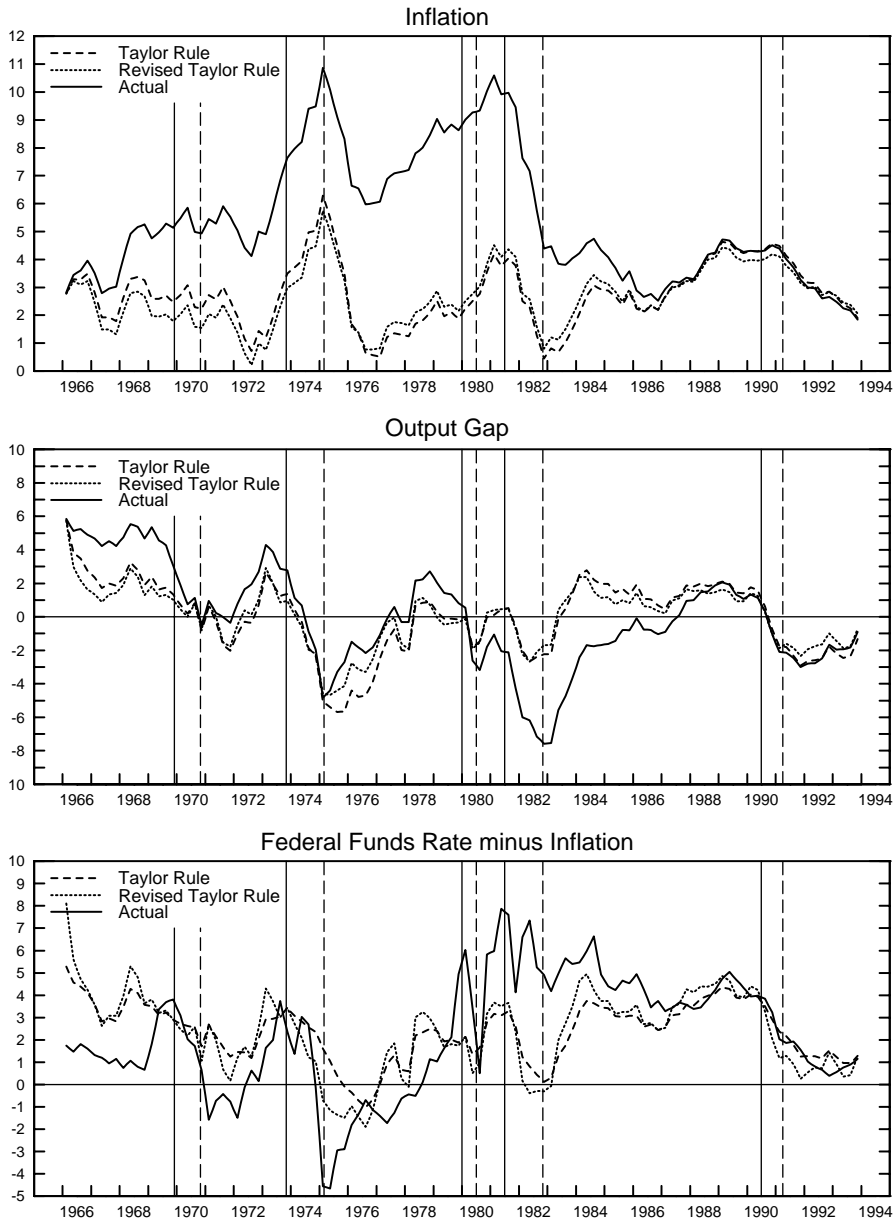 Inflation
12
11
10
9
8
7
6
5
4
3
2
1
0
Taylor Rule
Revised Taylor Rule
Actual
1966 1968 1970 1972 1974 1976 1978 1980 1982 1984 1986 1988 1990 1992 1994
Output Gap
10
8
6
4
2
0
-2
-4
-6
-8
10
Taylor Rule
Revised Taylor Rule
Actual
1966 1968 1970 1972 1974 1976 1978 1980 1982 1984 1986 1988 1990 1992 1994
Federal Funds Rate minus Inflation
10
9
8
7
6
5
4
3
2
1
0
-1
-2
-3
-4
-5
Taylor Rule
Revised Taylor Rule
Actual
1966 1968 1970 1972 1974 1976 1978 1980 1982 1984 1986 1988 1990 1992 1994